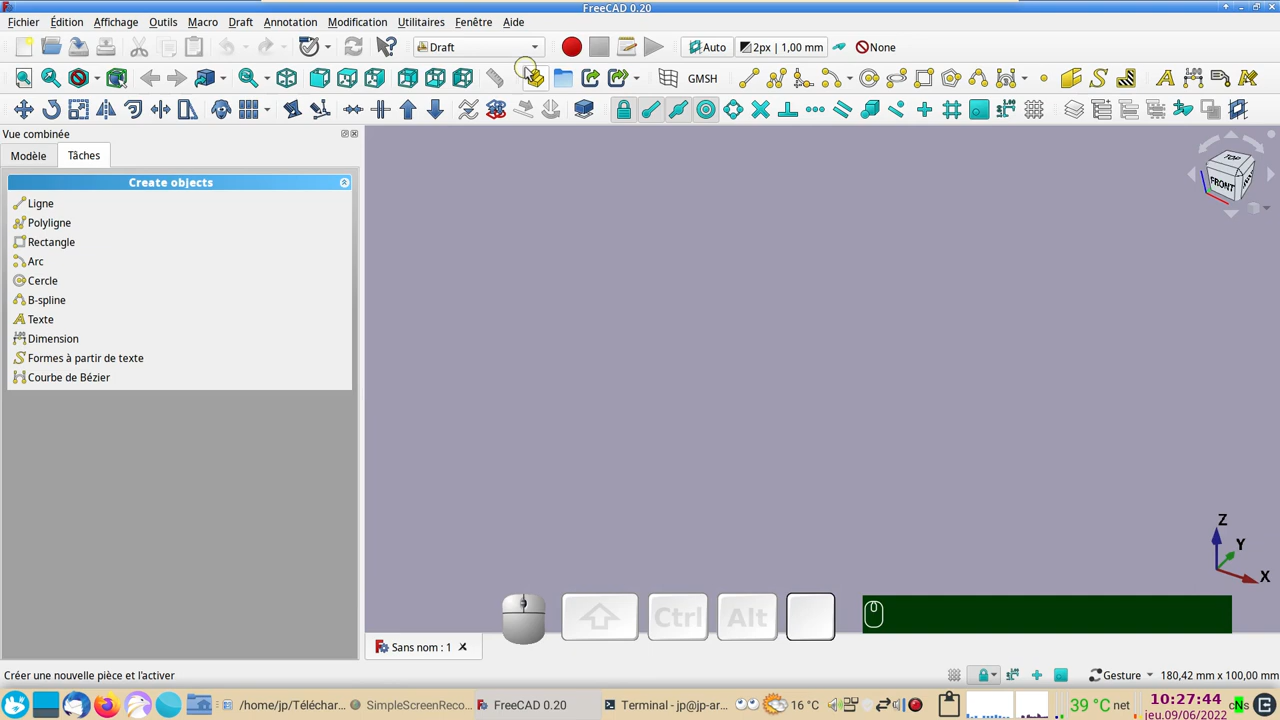 FreeCAD 0.20
Fichier Édition Affichage Outils Macro Draft Annotation Modification Utilitaires Fenêtre Aide
Draft Auto 2px | 1,00 mm None
GMSH
Vue combinée
Modèle Tâches
Create objects
Ligne
Polyligne
Rectangle
Arc
Cercle
B-spline
Texte
Dimension
Formes à partir de texte
Courbe de Bézier
TOP
FRONT
Z
Y
X
Ctrl Alt
Sans nom : 1
Créer une nouvelle pièce et l'activer
Gesture 180,42 mm x 100,00 mm
/home/jp/Téléchar... SimpleScreenReco... FreeCAD 0.20 Terminal - jp@jp-ar... 16 °C 39 °C net 10:27:44 cNs
jeu.09/06/2022